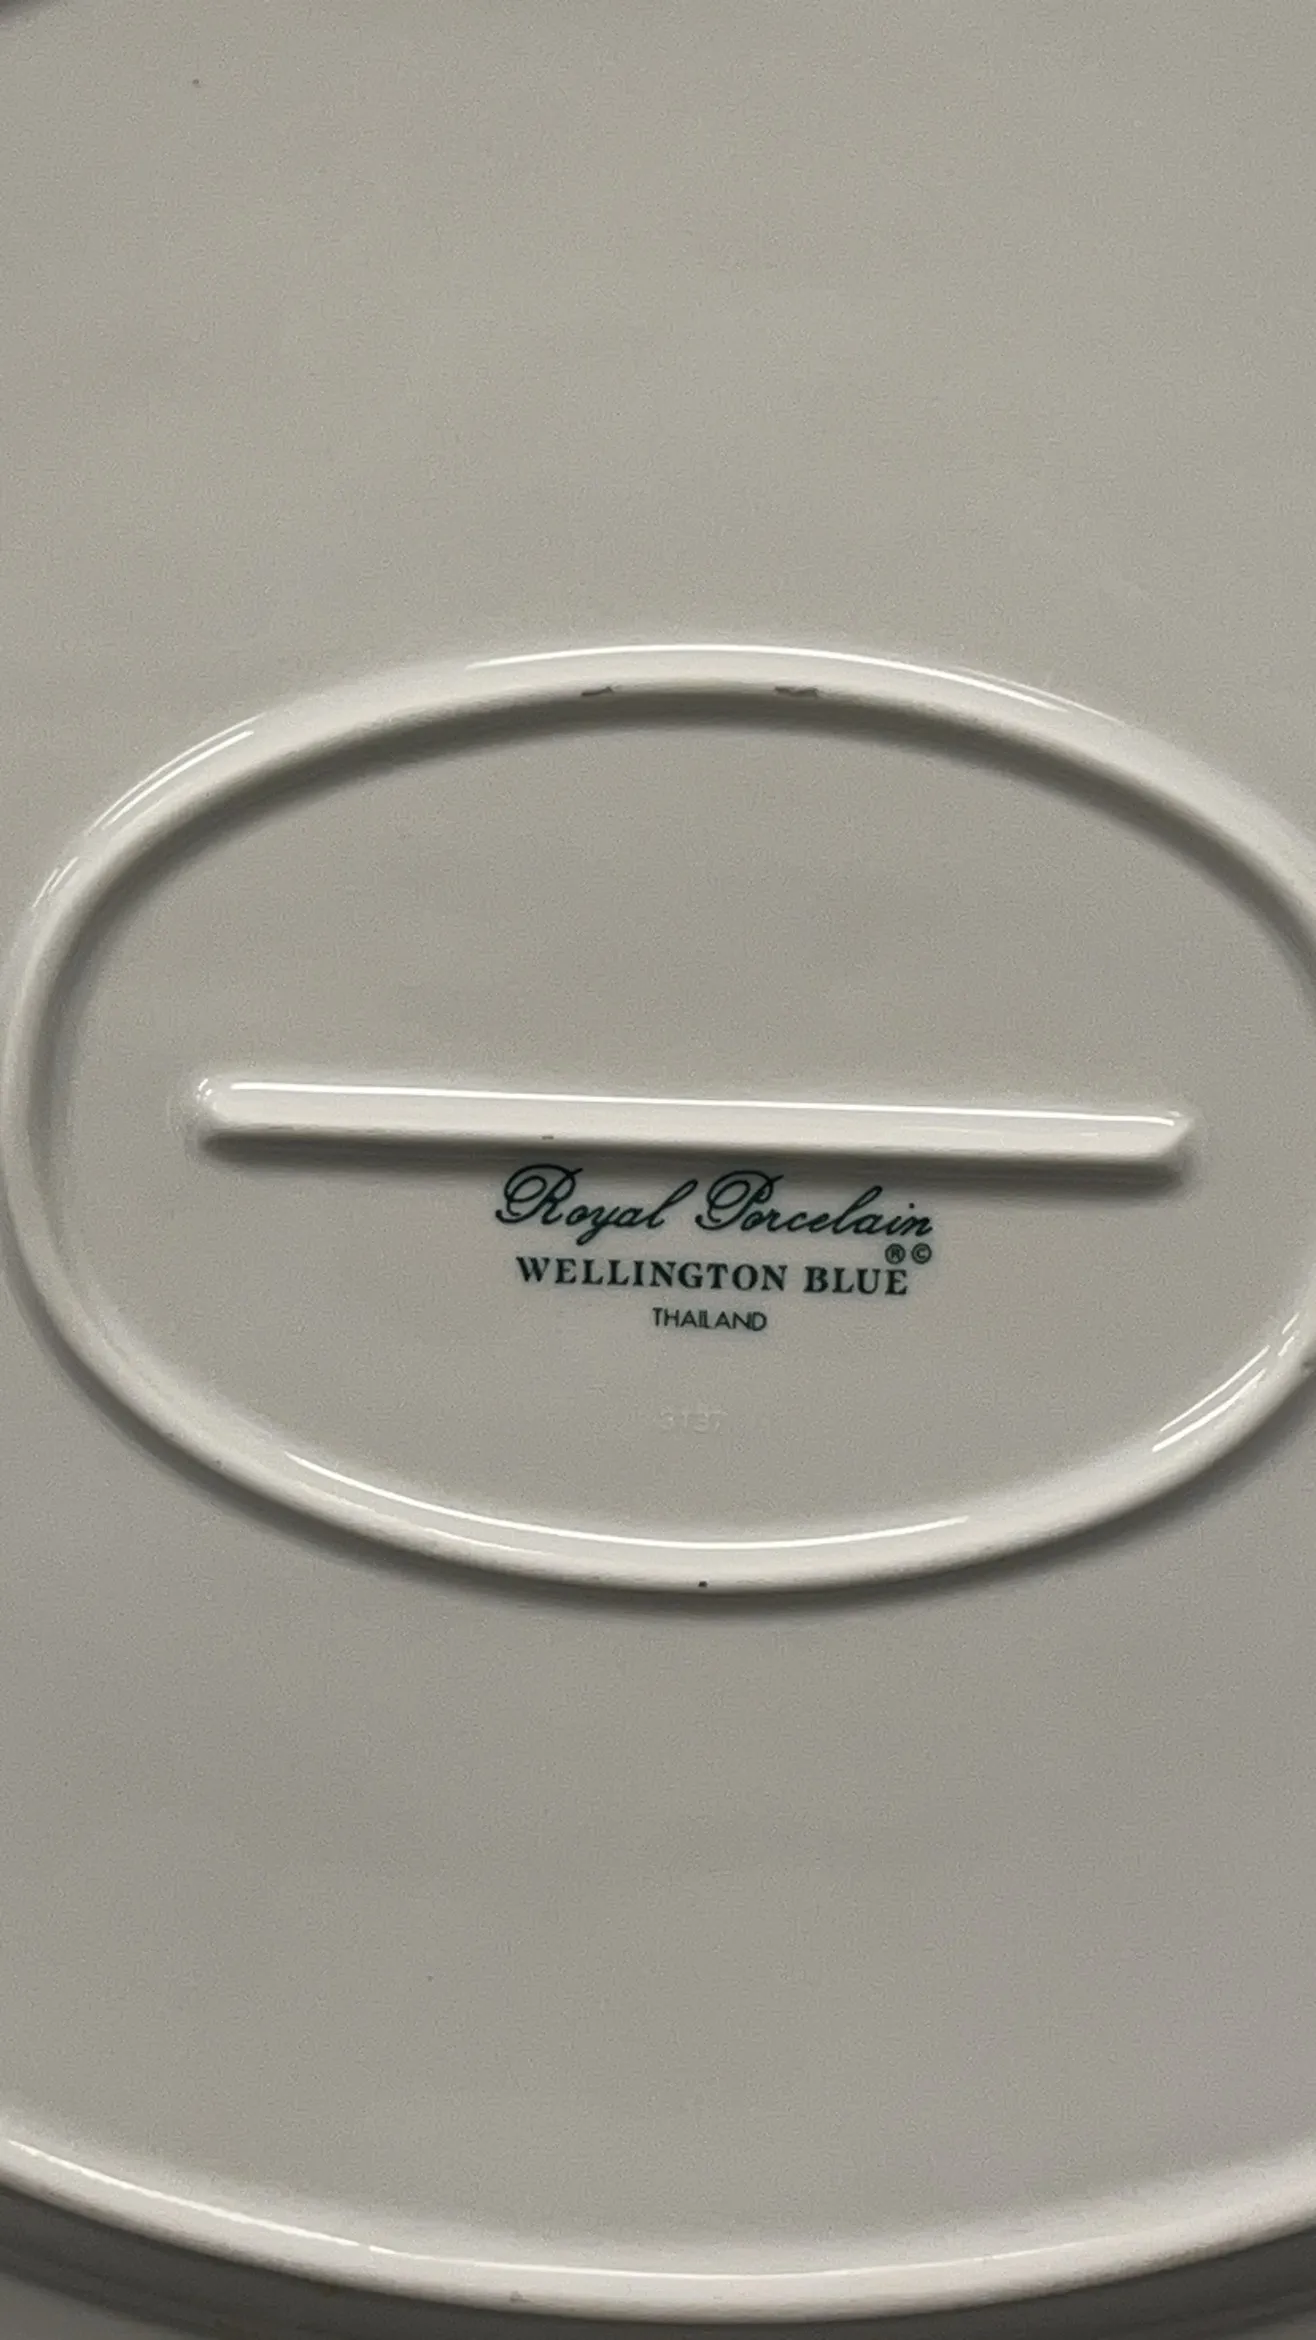 Royal Porcelain
®©
WELLINGTON BLUE
THAILAND